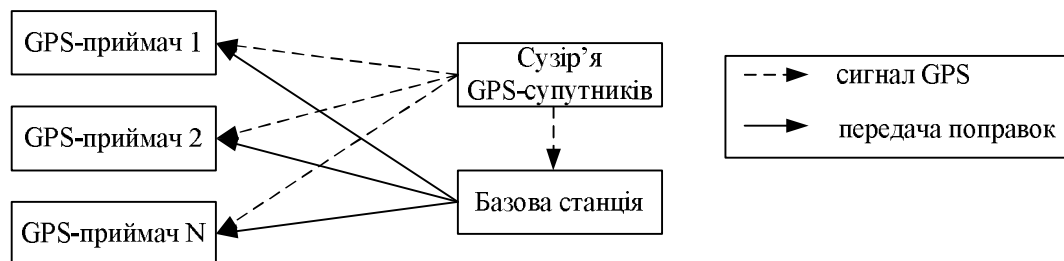 GPS-приймач 1
GPS-приймач 2
GPS-приймач N
Сузір’я
GPS-супутників
Базова станція
сигнал GPS
передача поправок